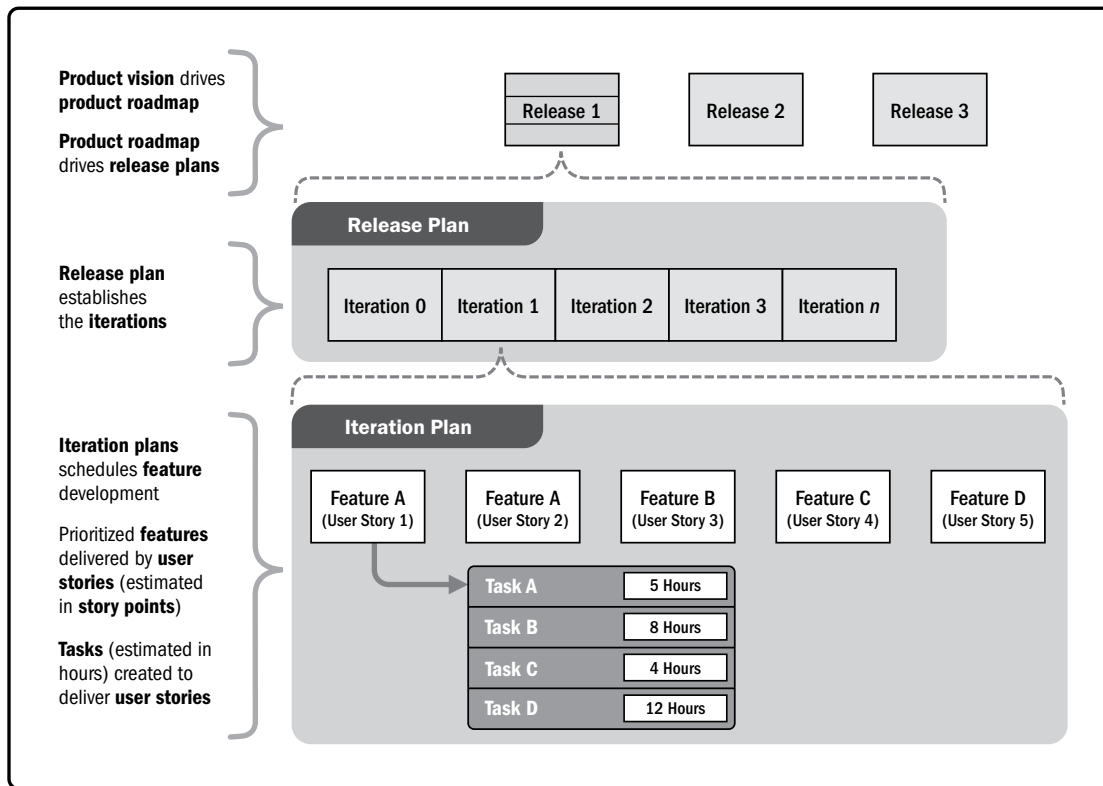 Product vision drives
product roadmap
Product roadmap
drives release plans
Release 1
Release 2
Release 3
Release Plan
Release plan
establishes
the iterations
Iteration 0
Iteration 1
Iteration 2
Iteration 3
Iteration n
Iteration Plan
Iteration plans
schedules feature
development
Prioritized features
delivered by user
stories (estimated
in story points)
Tasks (estimated in
hours) created to
deliver user stories
Feature A
(User Story 1)
Feature A
(User Story 2)
Feature B
(User Story 3)
Feature C
(User Story 4)
Feature D
(User Story 5)
Task A
5 Hours
Task B
8 Hours
Task C
4 Hours
Task D
12 Hours